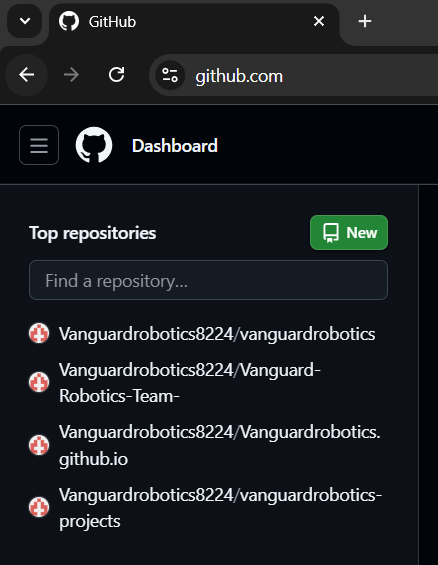 GitHub
github.com
Dashboard
Top repositories
New
Find a repository...
Vanguardrobotics8224/vanguardrobotics
Vanguardrobotics8224/Vanguard-
Robotics-Team-
Vanguardrobotics8224/Vanguardrobotics.
github.io
Vanguardrobotics8224/vanguardrobotics-
projects